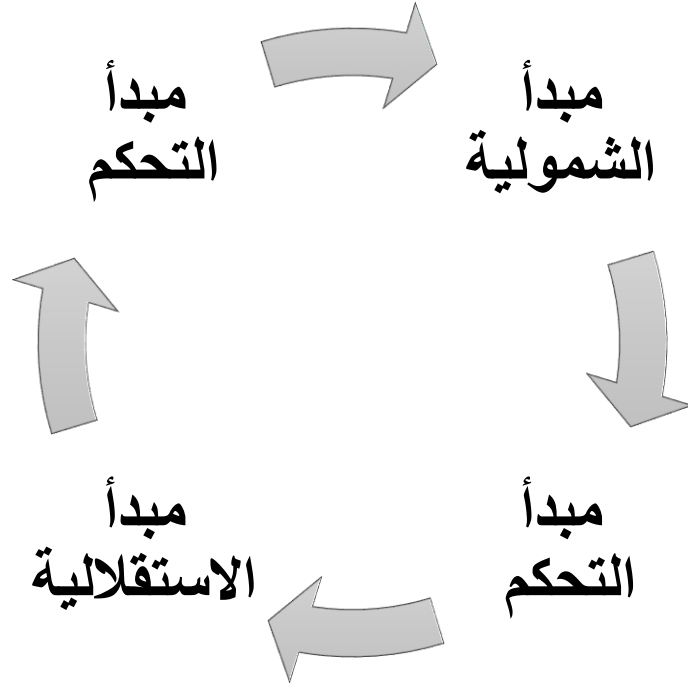 مبدأ
الشمولية
مبدأ
التحكم
مبدأ
الاستقلالية
مبدأ
التحكم